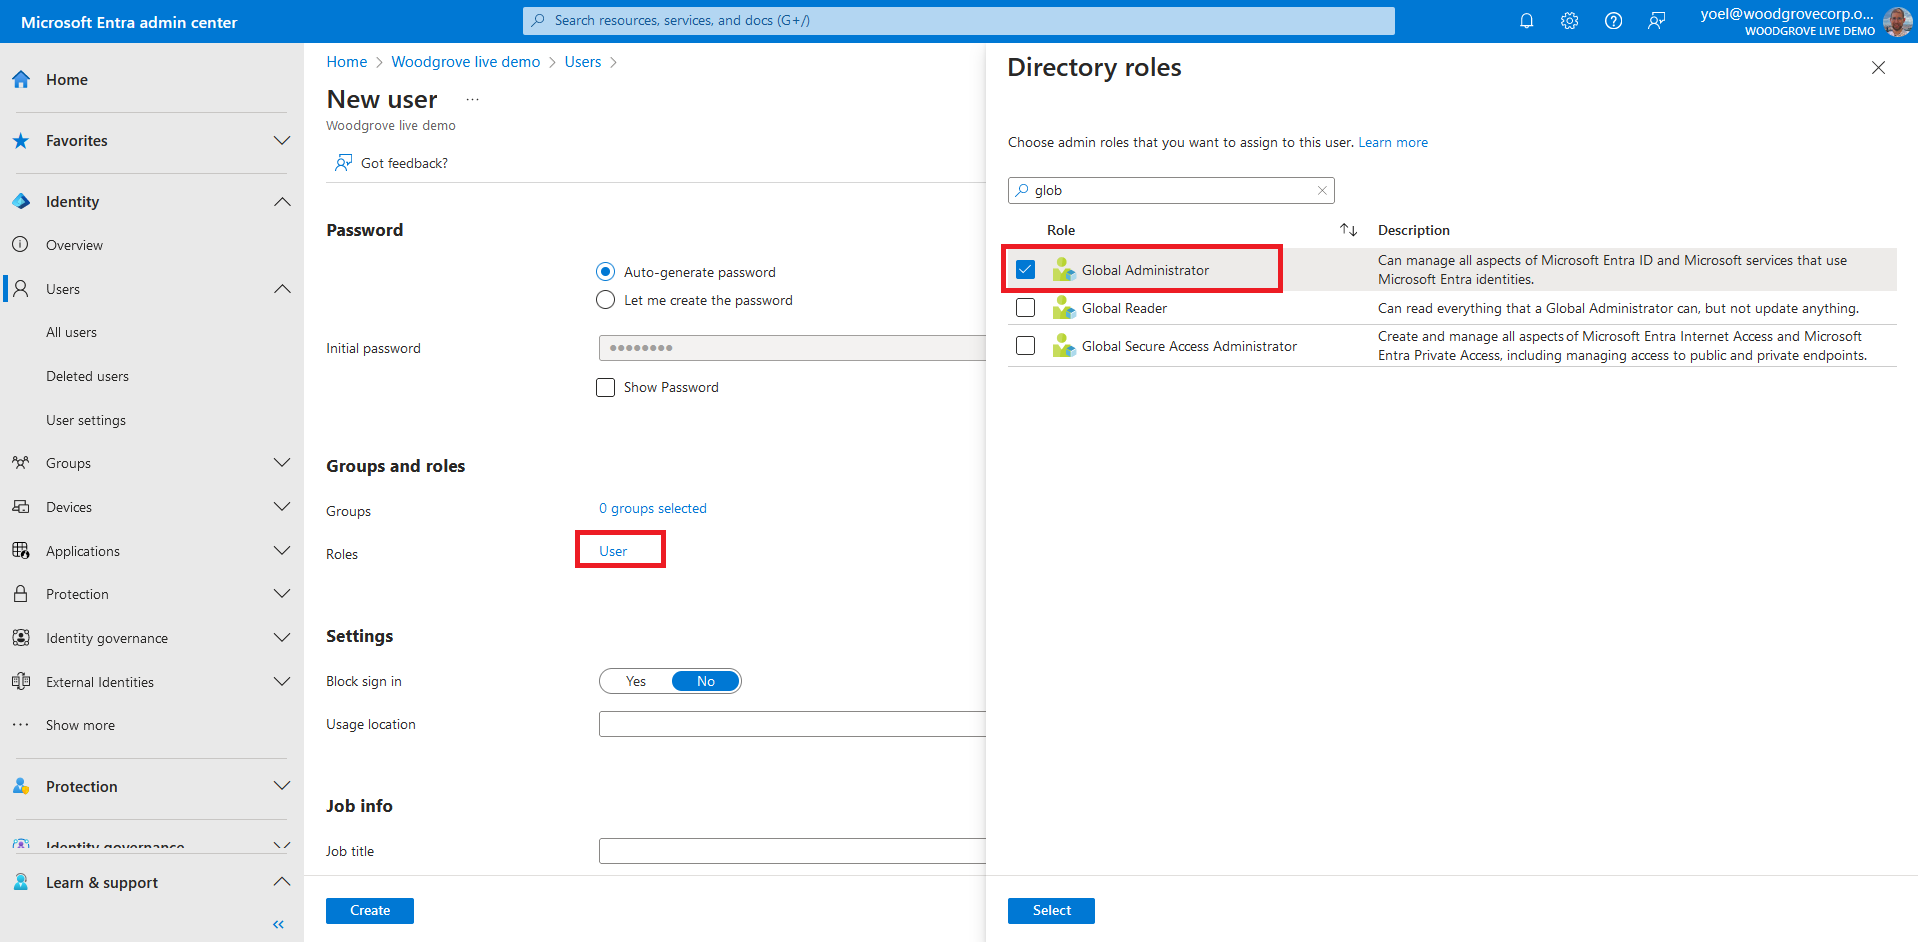 Microsoft Entra admin center
Search resources, services, and docs (G+/)
yoel@woodgrovecorp.o...
WOODGROVE LIVE DEMO
Home
Favorites
Identity
Overview
Users
All users
Deleted users
User settings
Groups
Devices
Applications
Protection
Identity governance
External Identities
Show more
Protection
Identity governance
Learn & support
Home > Woodgrove live demo > Users >
New user ...
Woodgrove live demo
Got feedback?
Password
Auto-generate password
Let me create the password
Initial password
Show Password
Groups and roles
Groups
0 groups selected
Roles
User
Settings
Block sign in
Yes No
Usage location
Job info
Job title
Create
Directory roles
Choose admin roles that you want to assign to this user. Learn more
glob
Role
Description
Global Administrator
Can manage all aspects of Microsoft Entra ID and Microsoft services that use
Microsoft Entra identities.
Global Reader
Can read everything that a Global Administrator can, but not update anything.
Global Secure Access Administrator
Create and manage all aspects of Microsoft Entra Internet Access and Microsoft
Entra Private Access, including managing access to public and private endpoints.
Select